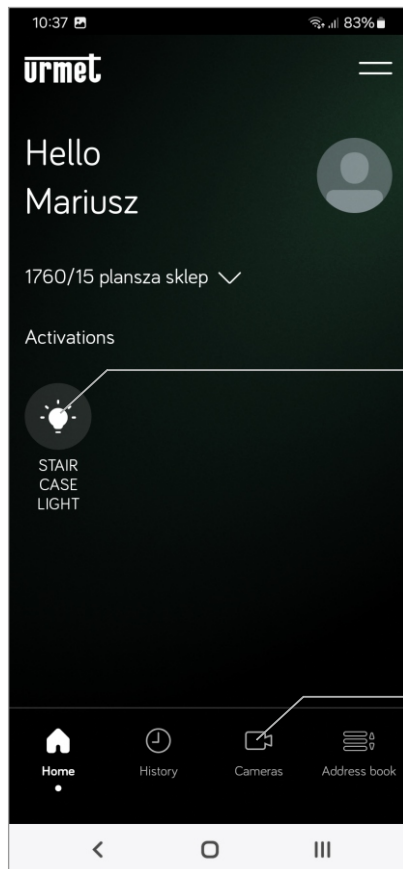 10:37 83%
urmet
Hello
Mariusz
1760/15 plansza sklep
Activations
STAIR
CASE
LIGHT
Home History Cameras Address book